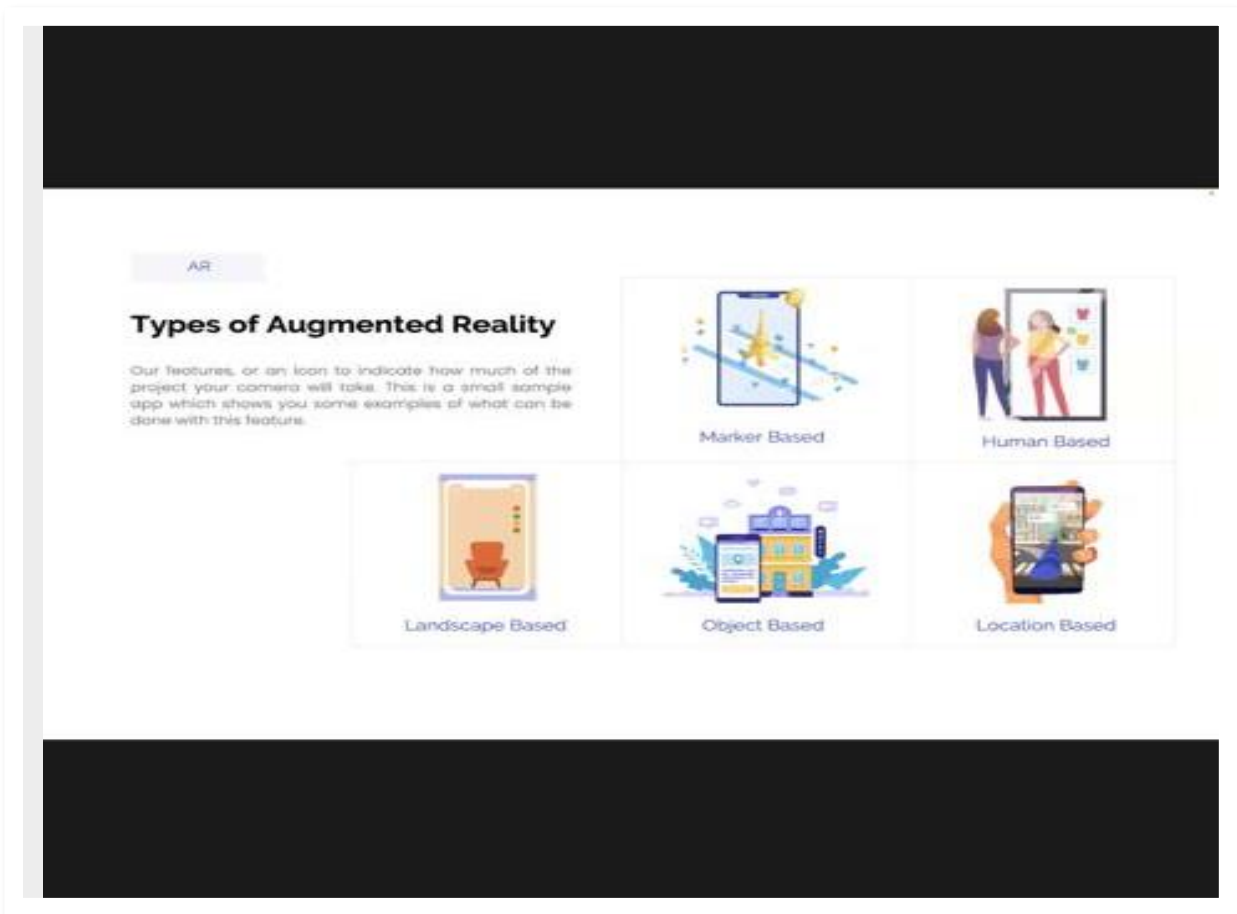 AR
Types of Augmented Reality
Our features, or an icon to indicate how much of the
project your camera will take. This is a small sample
app which shows you some examples of what can be
done with this feature.
Marker Based
Human Based
Landscape Based
Object Based
Location Based